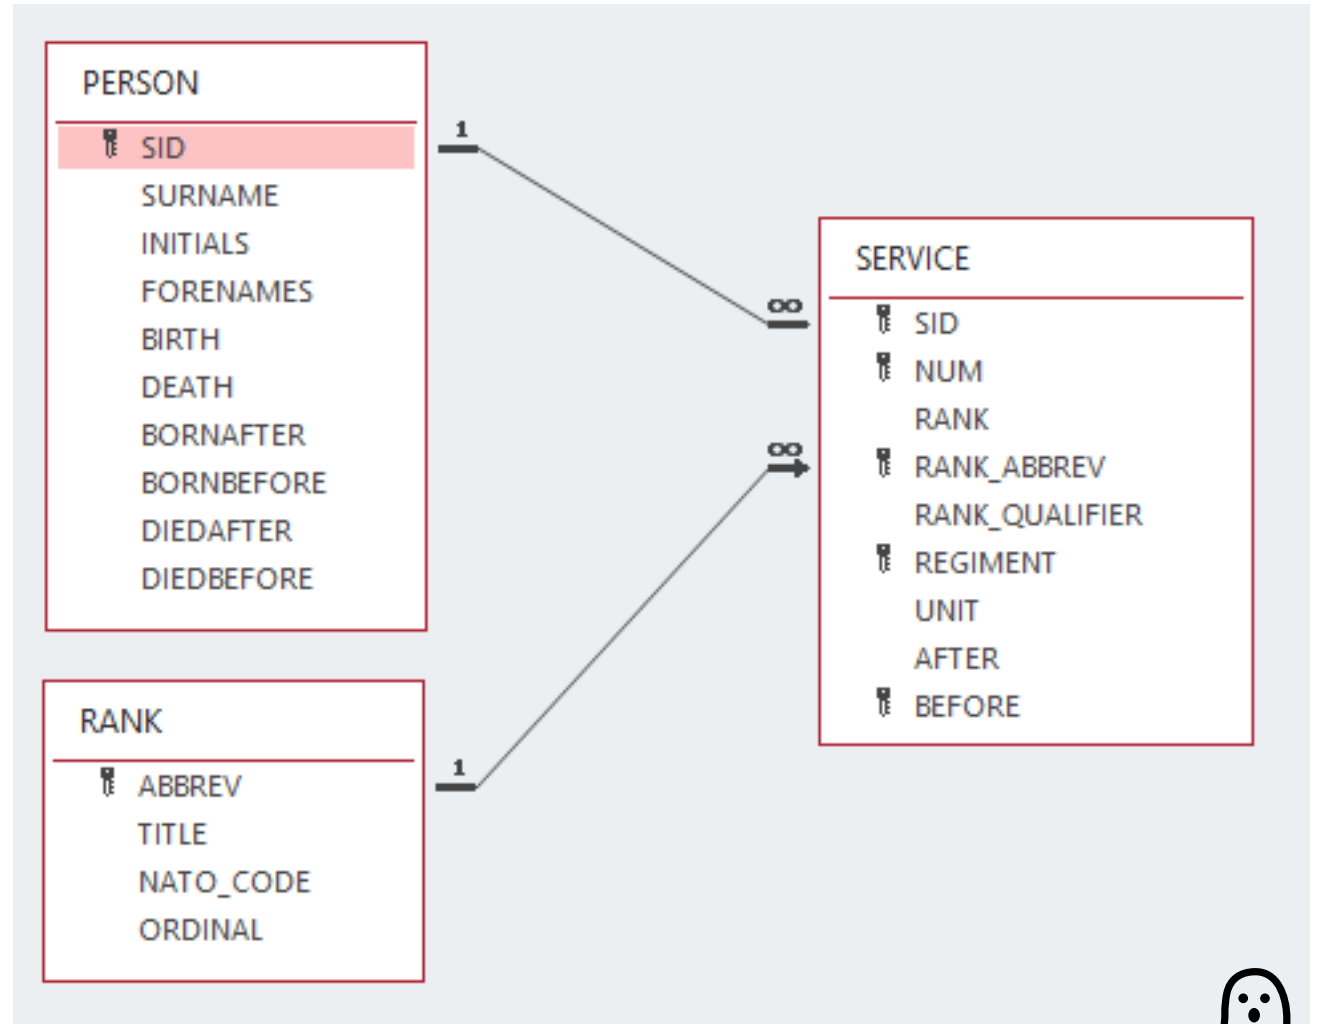 PERSON
SID
SURNAME
INITIALS
FORENAMES
BIRTH
DEATH
BORNAFTER
BORNBEFORE
DIEDAFTER
DIEDBEFORE
1
∞
SERVICE
SID
NUM
RANK
RANK_ABBREV
RANK_QUALIFIER
REGIMENT
UNIT
AFTER
BEFORE
∞
1
RANK
ABBREV
TITLE
NATO_CODE
ORDINAL